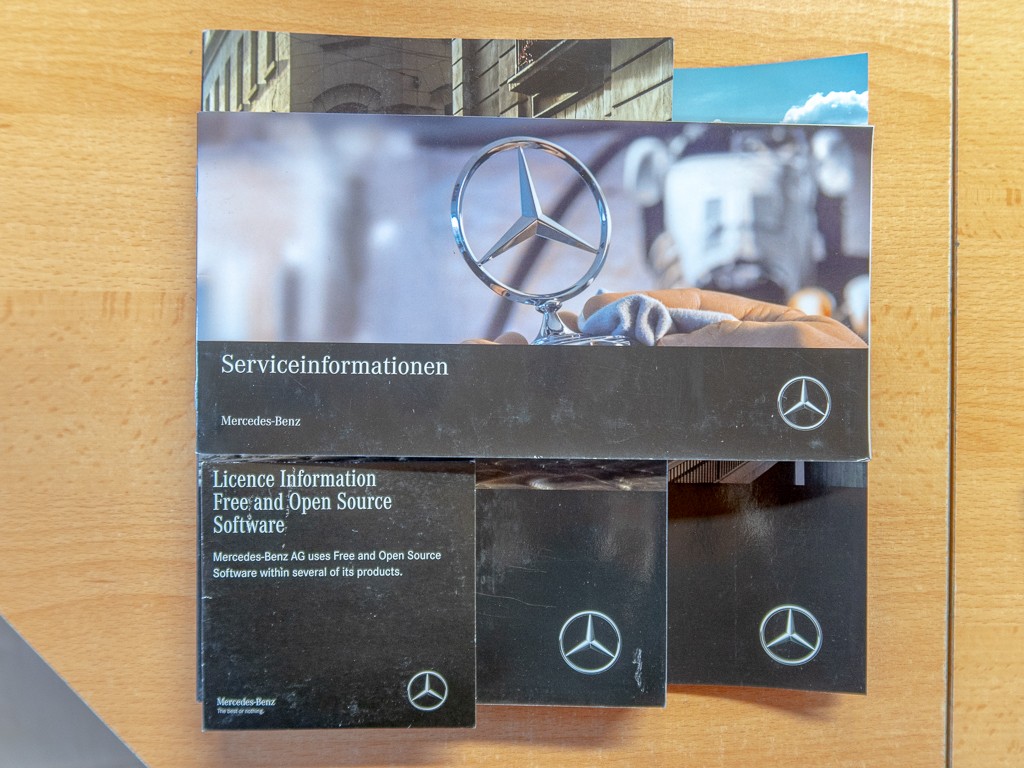 Serviceinformationen
Mercedes-Benz
Licence Information
Free and Open Source
Software
Mercedes-Benz AG uses Free and Open Source
Software within several of its products.
Mercedes-Benz
The best or nothing.